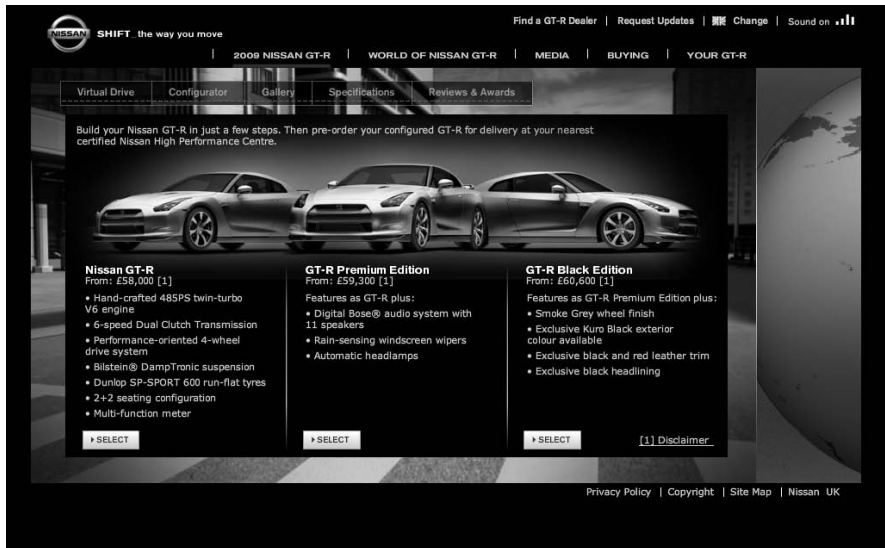 Find a GT-R Dealer | Request Updates | Change | Sound on
NISSAN SHIFT_the way you move
2009 NISSAN GT-R | WORLD OF NISSAN GT-R | MEDIA | BUYING | YOUR GT-R
Virtual Drive Configurator Gallery Specifications Reviews & Awards
Build your Nissan GT-R in just a few steps. Then pre-order your configured GT-R for delivery at your nearest
certified Nissan High Performance Centre.
Nissan GT-R
From: £58,000 [1]
• Hand-crafted 485PS twin-turbo
V6 engine
• 6-speed Dual Clutch Transmission
• Performance-oriented 4-wheel
drive system
• Bilstein® DampTronic suspension
• Dunlop SP-SPORT 600 run-flat tyres
• 2+2 seating configuration
• Multi-function meter
SELECT
GT-R Premium Edition
From: £59,300 [1]
Features as GT-R plus:
• Digital Bose® audio system with
11 speakers
• Rain-sensing windscreen wipers
• Automatic headlamps
SELECT
GT-R Black Edition
From: £60,600 [1]
Features as GT-R Premium Edition plus:
• Smoke Grey wheel finish
• Exclusive Kuro Black exterior
colour available
• Exclusive black and red leather trim
• Exclusive black headlining
SELECT
[1] Disclaimer
Privacy Policy | Copyright | Site Map | Nissan UK